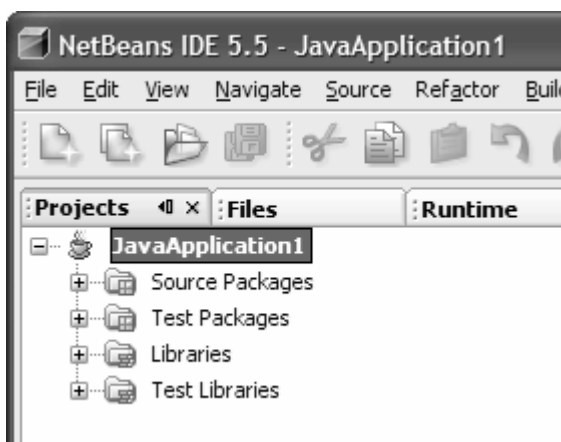 NetBeans IDE 5.5 - JavaApplication1
File Edit View Navigate Source Refactor Build
Projects Files Runtime
JavaApplication1
Source Packages
Test Packages
Libraries
Test Libraries